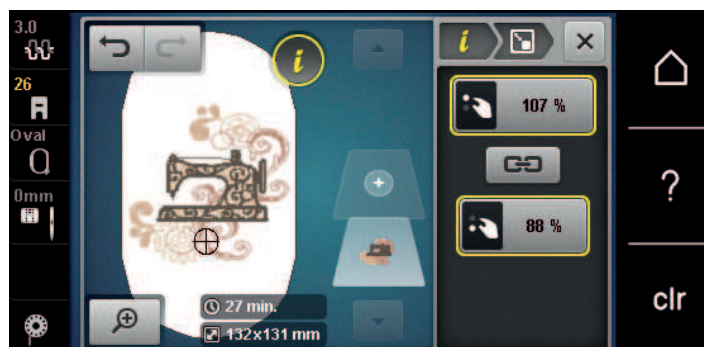 3.0
26
Oval
0mm
i
27 min.
132x131 mm
i
107 %
88 %
?
clr